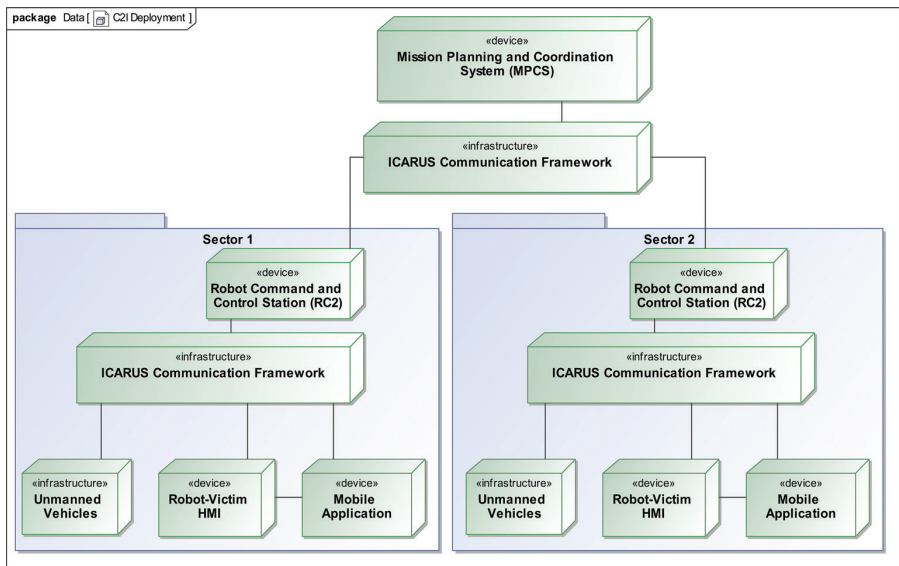 package Data [ C2I Deployment ]
«device»
Mission Planning and Coordination
System (MPCS)
«infrastructure»
ICARUS Communication Framework
Sector 1
«device»
Robot Command and
Control Station (RC2)
«infrastructure»
ICARUS Communication Framework
«infrastructure»
Unmanned
Vehicles
«device»
Robot-Victim
HMI
«device»
Mobile
Application
Sector 2
«device»
Robot Command and
Control Station (RC2)
«infrastructure»
ICARUS Communication Framework
«infrastructure»
Unmanned
Vehicles
«device»
Robot-Victim
HMI
«device»
Mobile
Application